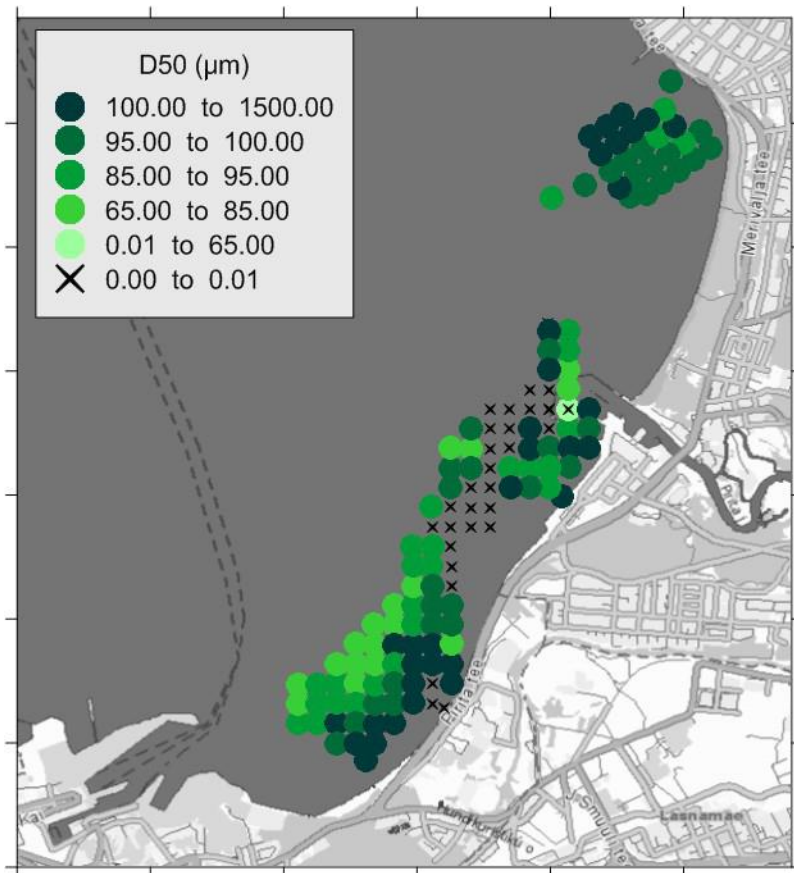 D50 (μm)
100.00 to 1500.00
95.00 to 100.00
85.00 to 95.00
65.00 to 85.00
0.01 to 65.00
0.00 to 0.01
tee
Merivälja tee
Pirita tee
Lasnamäe